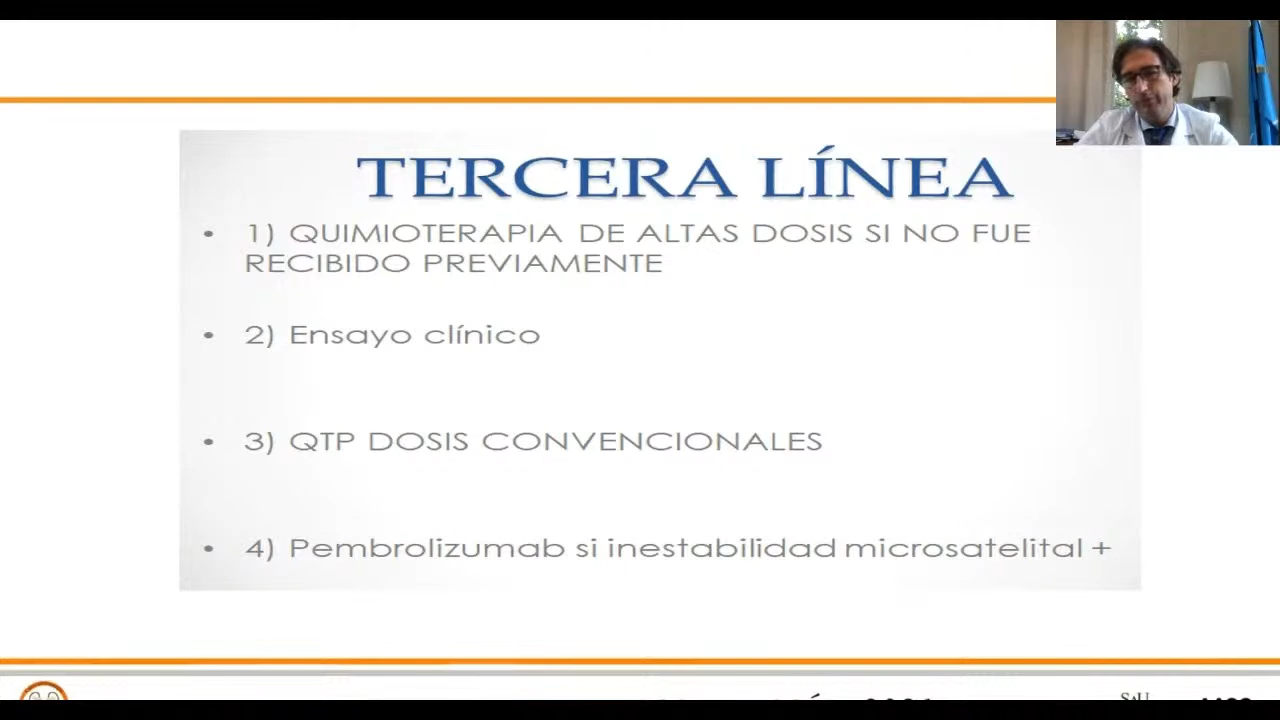 TERCERA LÍNEA
• 1) QUIMIOTERAPIA DE ALTAS DOSIS SI NO FUE
RECIBIDO PREVIAMENTE
• 2) Ensayo clínico
• 3) QTP DOSIS CONVENCIONALES
• 4) Pembrolizumab si inestabilidad microsatelital +